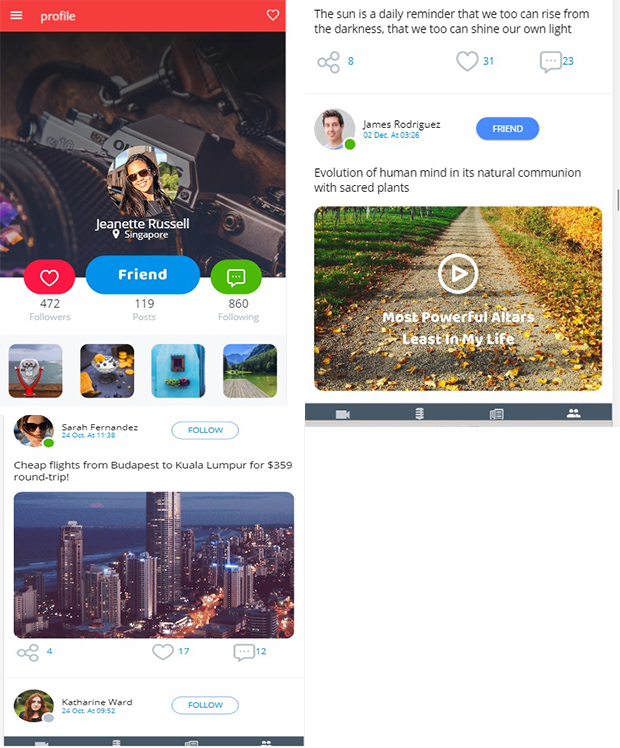 profile
Jeanette Russell
Singapore
Friend
472
119
860
Followers
Posts
Following
Sarah Fernandez
24 Oct. At 11:38
FOLLOW
Cheap flights from Budapest to Kuala Lumpur for $359
round-trip!
4
17
12
Katharine Ward
24 Oct. At 09:52
FOLLOW
The sun is a daily reminder that we too can rise from
the darkness, that we too can shine our own light
8
31
23
James Rodriguez
02 Dec. At 03:26
FRIEND
Evolution of human mind in its natural communion
with sacred plants
Most Powerful Altars
Least In My Life